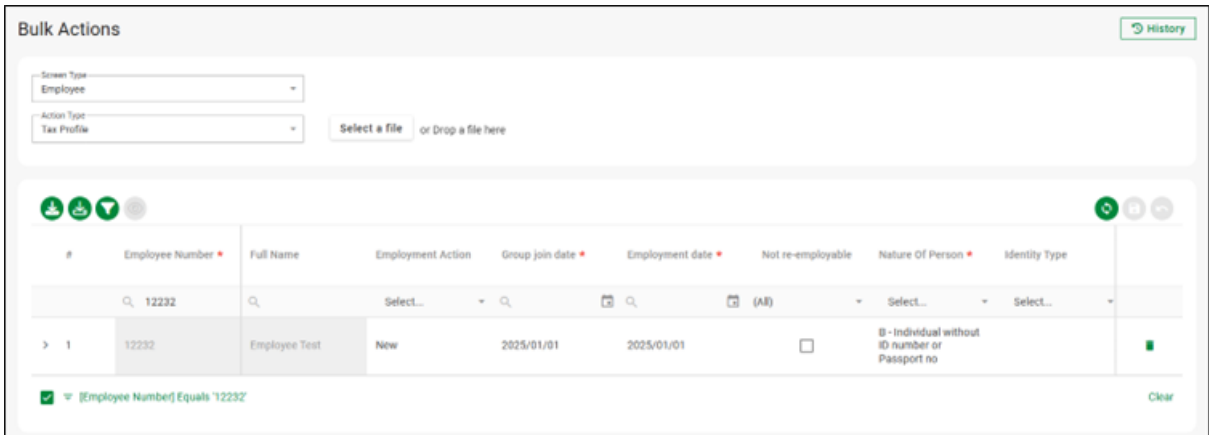 Bulk Actions
History
Screen Type
Employee
Action Type
Tax Profile
Select a file or Drop a file here
# Employee Number * Full Name Employment Action Group join date * Employment date * Not re-employable Nature Of Person * Identity Type
12232 Select... (All) Select... Select...
1 12232 Employee Test New 2025/01/01 2025/01/01 B - Individual without
ID number or
Passport no
[Employee Number] Equals '12232' Clear